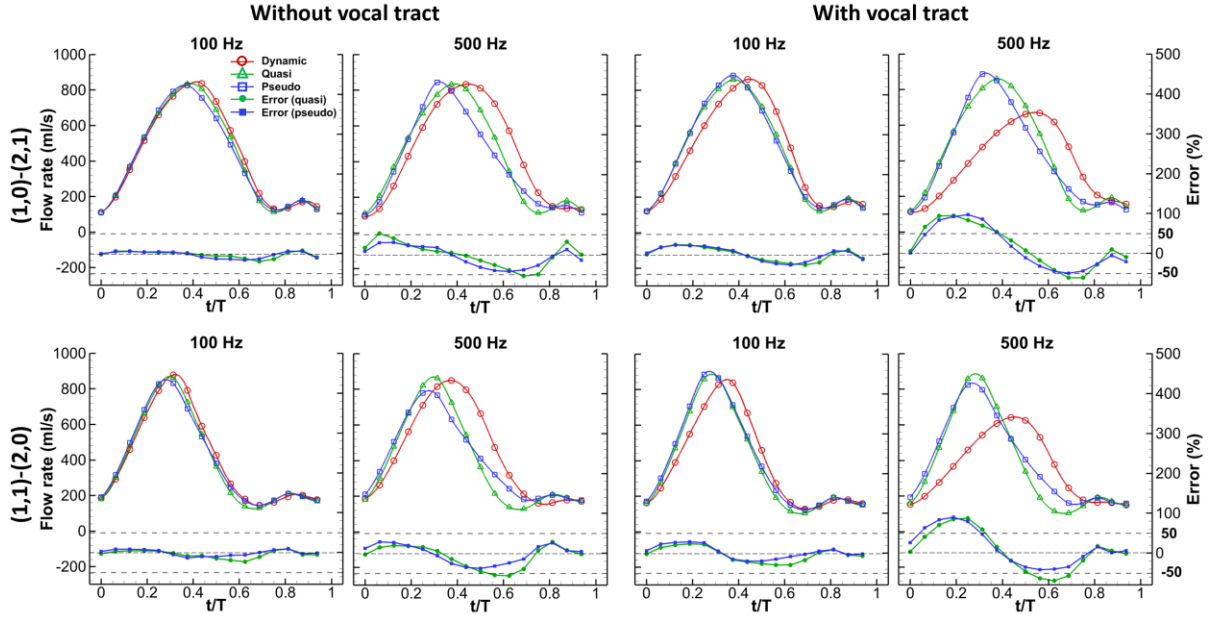 Without vocal tract
With vocal tract
100 Hz
500 Hz
100 Hz
500 Hz
Dynamic
Quasi
Pseudo
Error (quasi)
Error (pseudo)
(1,0)-(2,1)
Flow rate (ml/s)
1000
800
600
400
200
0
-200
500
400
300
200
100
50
0
-50
Error (%)
0 0.2 0.4 0.6 0.8 1
0 0.2 0.4 0.6 0.8 1
0 0.2 0.4 0.6 0.8 1
0 0.2 0.4 0.6 0.8 1
t/T
t/T
t/T
t/T
100 Hz
500 Hz
100 Hz
500 Hz
(1,1)-(2,0)
Flow rate (ml/s)
1000
800
600
400
200
0
-200
500
400
300
200
100
50
0
-50
Error (%)
0 0.2 0.4 0.6 0.8 1
0 0.2 0.4 0.6 0.8 1
0 0.2 0.4 0.6 0.8 1
0 0.2 0.4 0.6 0.8 1
t/T
t/T
t/T
t/T